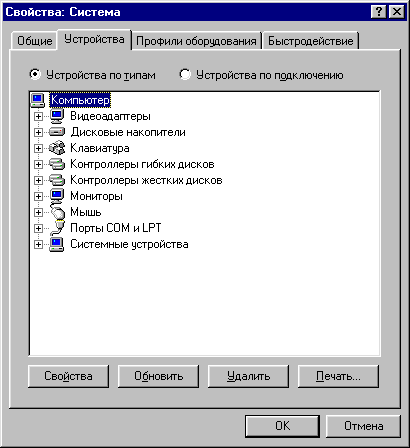 Свойства: Система
Общие Устройства Профили оборудования Быстродействие
Устройства по типам Устройства по подключению
Компьютер
Видеоадаптеры
Дисковые накопители
Клавиатура
Контроллеры гибких дисков
Контроллеры жестких дисков
Мониторы
Мышь
Порты COM и LPT
Системные устройства
Свойства Обновить Удалить Печать...
OK Отмена